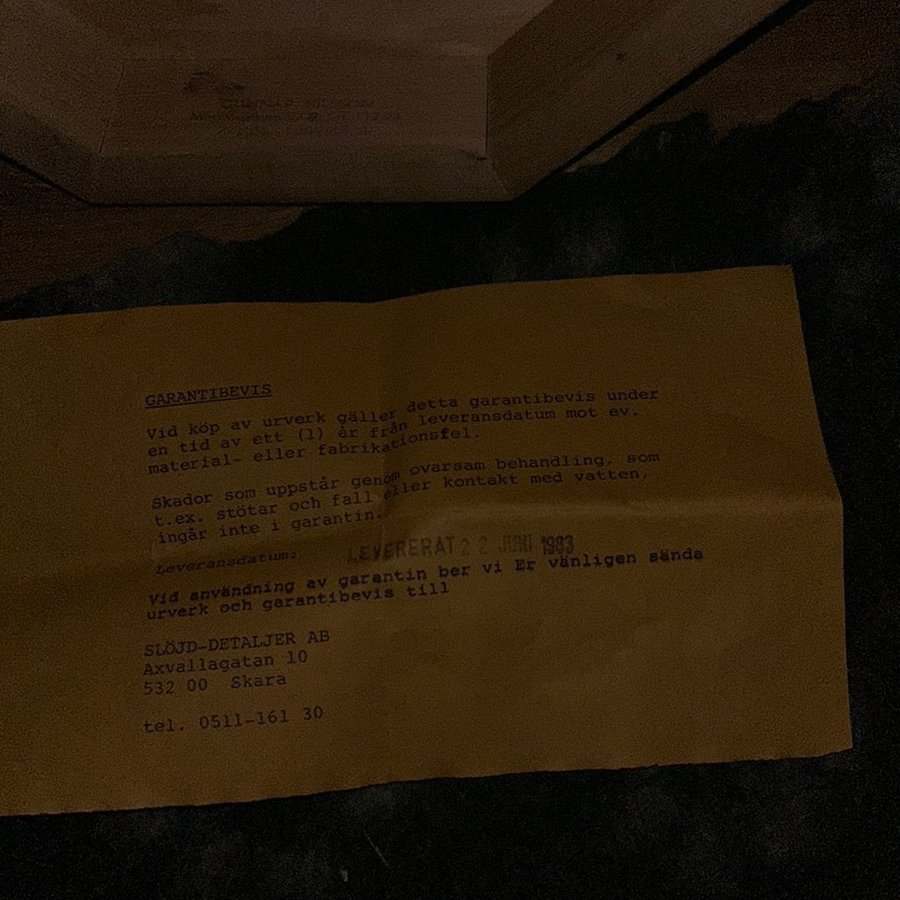 GARANTIBEVIS
Vid köp av urverk gäller detta garantibevis under
en tid av ett (1) år från leveransdatum mot ev.
material- eller fabrikationsfel.
Skador som uppstår genom ovarsam behandling, som
t.ex. stötar och fall eller kontakt med vatten,
ingår inte i garantin.
Leveransdatum: LEVERERAT 22 JUNI 1983
Vid användning av garantin ber vi Er vänligen sända
urverk och garantibevis till
SLÖJD-DETALJER AB
Axvallagatan 10
532 00 Skara
tel. 0511-161 30